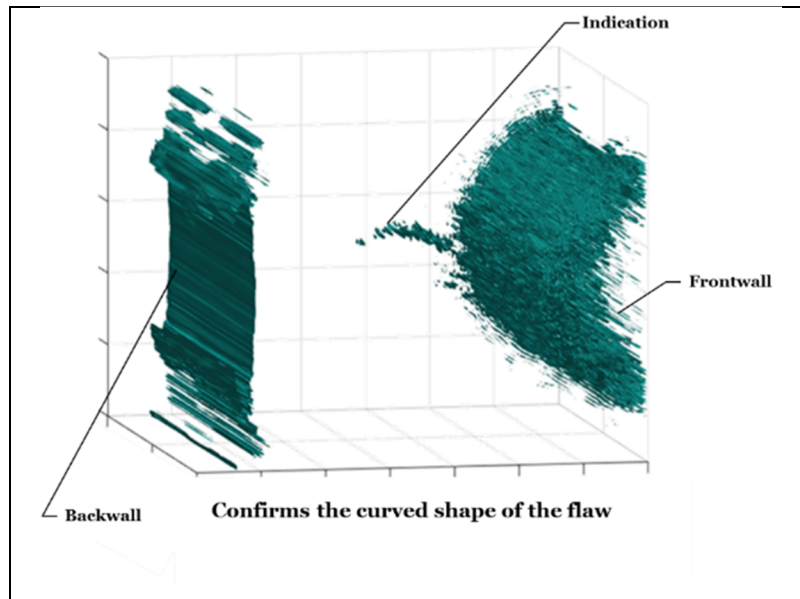 Indication
Frontwall
Backwall
Confirms the curved shape of the flaw